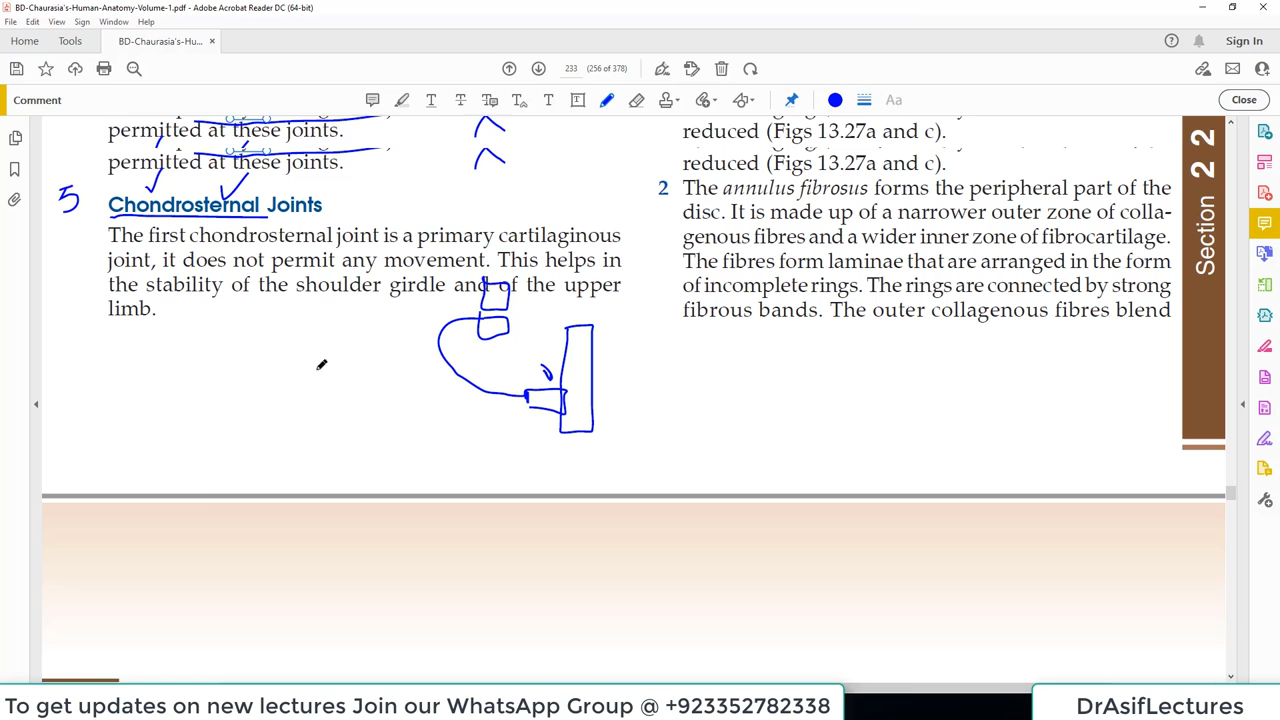 BD-Chaurasia's-Human-Anatomy-Volume-1.pdf - Adobe Acrobat Reader DC (64-bit)
File Edit View Sign Window Help
Home Tools BD-Chaurasia's-Hu... × Sign In
233 (256 of 378)
Comment Aa Close
permitted at these joints.
permitted at these joints.
5 Chondrosternal Joints
The first chondrosternal joint is a primary cartilaginous
joint, it does not permit any movement. This helps in
the stability of the shoulder girdle and of the upper
limb.
reduced (Figs 13.27a and c).
reduced (Figs 13.27a and c).
2 The annulus fibrosus forms the peripheral part of the
disc. It is made up of a narrower outer zone of colla-
genous fibres and a wider inner zone of fibrocartilage.
The fibres form laminae that are arranged in the form
of incomplete rings. The rings are connected by strong
fibrous bands. The outer collagenous fibres blend
Section 2 2
To get updates on new lectures Join our WhatsApp Group @ +923352782338
DrAsifLectures